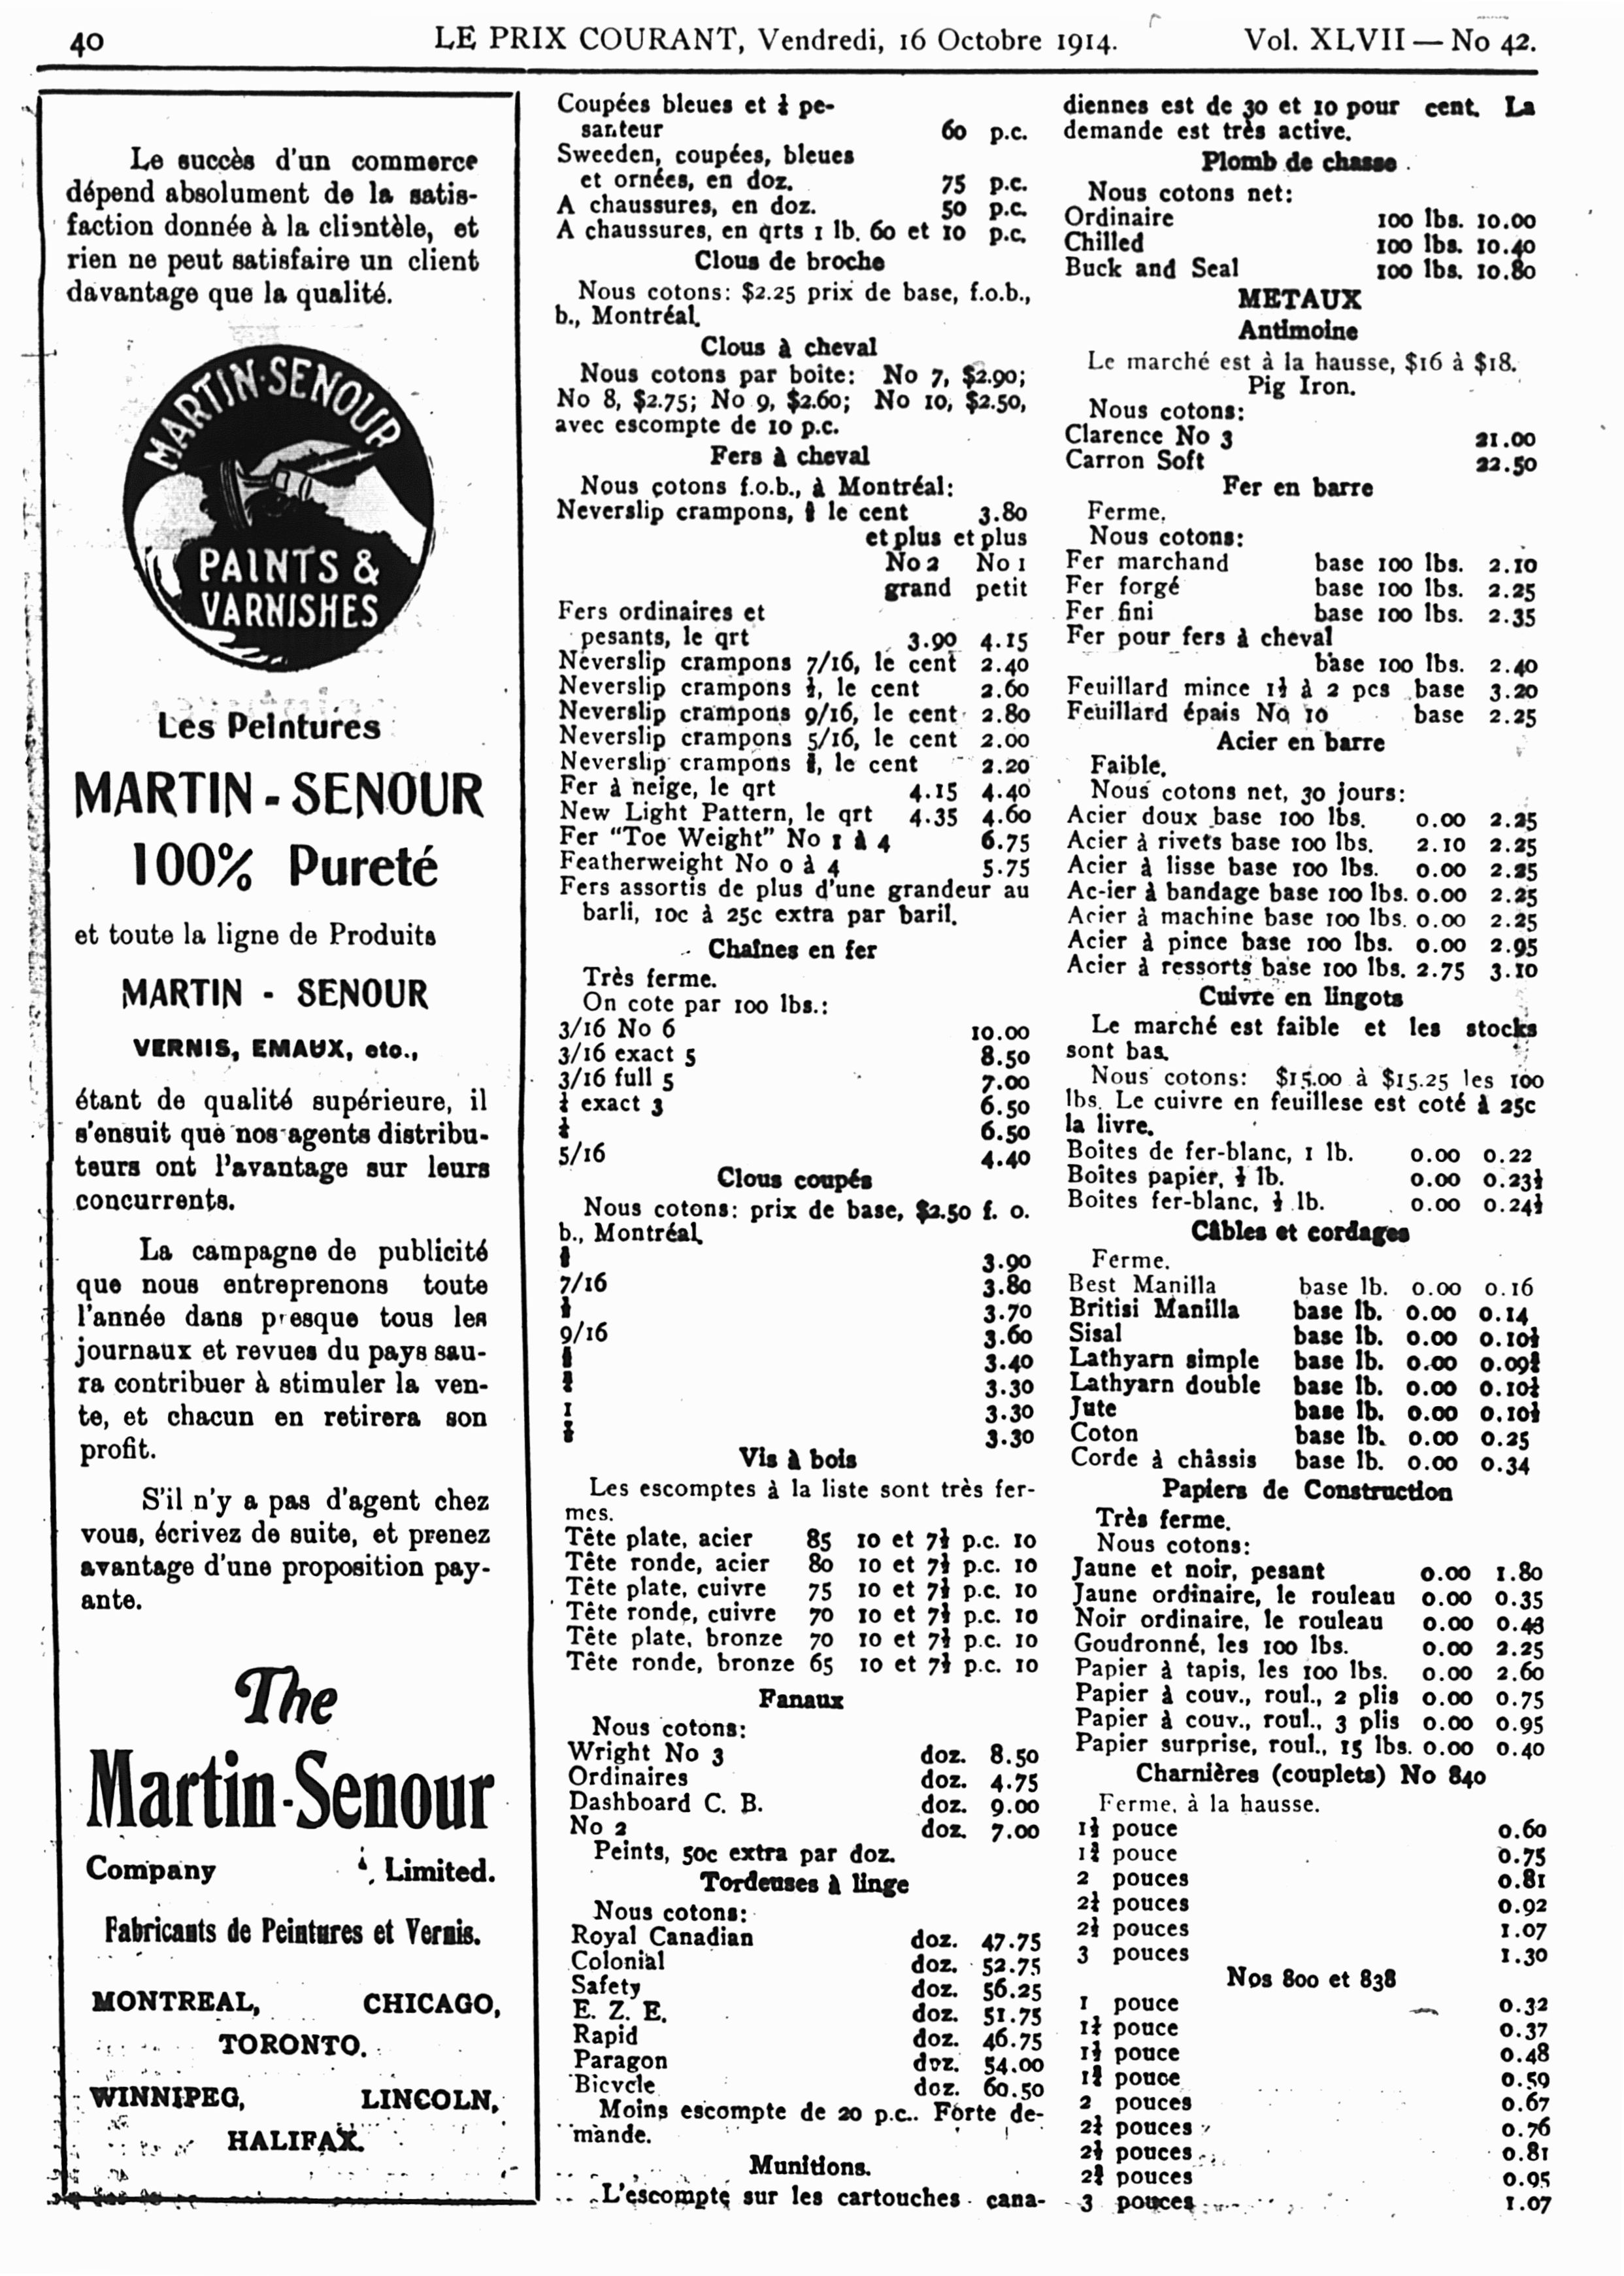 40
LE PRIX COURANT, Vendredi, 16 Octobre 1914.
Vol. XLVII — No 42.
Le succès d'un commerce
dépend absolument de la satis-
faction donnée à la clientèle, et
rien ne peut satisfaire un client
davantage que la qualité.
MARTIN-SENOUR
PAINTS &
VARNISHES
Les Peintures
MARTIN - SENOUR
100% Pureté
et toute la ligne de Produits
MARTIN - SENOUR
VERNIS, EMAUX, etc.,
étant de qualité supérieure, il
s'ensuit que nos agents distribu-
teurs ont l'avantage sur leurs
concurrents.
La campagne de publicité
que nous entreprenons toute
l'année dans presque tous les
journaux et revues du pays sau-
ra contribuer à stimuler la ven-
te, et chacun en retirera son
profit.
S'il n'y a pas d'agent chez
vous, écrivez de suite, et prenez
avantage d'une proposition pay-
ante.
The
Martin-Senour
Company Limited.
Fabricants de Peintures et Vernis.
MONTREAL, CHICAGO,
TORONTO.
WINNIPEG, LINCOLN,
HALIFAX.
Coupées bleues et pe-
santeur 60 p.c.
Sweeden, coupées, bleues
et ornées, en doz. 75 p.c.
A chaussures, en doz. 50 p.c.
A chaussures, en qrts 1 lb. 60 et 10 p.c.
Clous de broche
Nous cotons: $2.25 prix de base, f.o.b.,
b., Montréal.
Clous à cheval
Nous cotons par boite: No 7, $2.90;
No 8, $2.75; No 9, $2.60; No 10, $2.50,
avec escompte de 10 p.c.
Fers à cheval
Nous cotons f.o.b., à Montréal:
Neverslip crampons, le cent 3.80
et plus et plus
No 2 No 1
grand petit
Fers ordinaires et
pesants, le qrt 3.90 4.15
Neverslip crampons 7/16, le cent 2.40
Neverslip crampons ½, le cent 2.60
Neverslip crampons 9/16, le cent 2.80
Neverslip crampons 5/16, le cent 2.00
Neverslip crampons , le cent 2.20
Fer à neige, le qrt 4.15 4.40
New Light Pattern, le qrt 4.35 4.60
Fer "Toe Weight" No 1 à 4 6.75
Featherweight No 0 à 4 5.75
Fers assortis de plus d'une grandeur au
barli, 10c à 25c extra par baril.
Chaînes en fer
Très ferme.
On cote par 100 lbs.:
3/16 No 6 10.00
3/16 exact 5 8.50
3/16 full 5 7.00
¼ exact 3 6.50
¼ 6.50
5/16 4.40
Clous coupés
Nous cotons: prix de base, $2.50 f. o.
b., Montréal.
3.90
7/16 3.80
3.70
9/16 3.60
3.40
3.30
1 3.30
3.30
Vis à bois
Les escomptes à la liste sont très fer-
mes.
Tête plate, acier 85 10 et 7½ p.c. 10
Tête ronde, acier 80 10 et 7½ p.c. 10
Tête plate, cuivre 75 10 et 7½ p.c. 10
Tête ronde, cuivre 70 10 et 7½ p.c. 10
Tête plate, bronze 70 10 et 7½ p.c. 10
Tête ronde, bronze 65 10 et 7½ p.c. 10
Fanaux
Nous cotons:
Wright No 3 doz. 8.50
Ordinaires doz. 4.75
Dashboard C. B. doz. 9.00
No 2 doz. 7.00
Peints, 50c extra par doz.
Tordeuses à linge
Nous cotons:
Royal Canadian doz. 47.75
Colonial doz. 52.75
Safety doz. 56.25
E. Z. E. doz. 51.75
Rapid doz. 46.75
Paragon doz. 54.00
Bicycle doz. 60.50
Moins escompte de 20 p.c.. Forte de-
mande.
Munitions.
L'escompte sur les cartouches cana-
diennes est de 30 et 10 pour cent. La
demande est très active.
Plomb de chasse
Nous cotons net:
Ordinaire 100 lbs. 10.00
Chilled 100 lbs. 10.40
Buck and Seal 100 lbs. 10.80
METAUX
Antimoine
Le marché est à la hausse, $16 à $18.
Pig Iron.
Nous cotons:
Clarence No 3 21.00
Carron Soft 22.50
Fer en barre
Ferme.
Nous cotons:
Fer marchand base 100 lbs. 2.10
Fer forgé base 100 lbs. 2.25
Fer fini base 100 lbs. 2.35
Fer pour fers à cheval
base 100 lbs. 2.40
Feuillard mince 1½ à 2 pcs base 3.20
Feuillard épais No 10 base 2.25
Acier en barre
Faible.
Nous cotons net, 30 jours:
Acier doux base 100 lbs. 0.00 2.25
Acier à rivets base 100 lbs. 2.10 2.25
Acier à lisse base 100 lbs. 0.00 2.25
Ac-ier à bandage base 100 lbs. 0.00 2.25
Acier à machine base 100 lbs. 0.00 2.25
Acier à pince base 100 lbs. 0.00 2.95
Acier à ressorts base 100 lbs. 2.75 3.10
Cuivre en lingots
Le marché est faible et les stocks
sont bas.
Nous cotons: $15.00 à $15.25 les 100
lbs. Le cuivre en feuillese est coté à 25c
la livre.
Boites de fer-blanc, 1 lb. 0.00 0.22
Boites papier, ½ lb. 0.00 0.23½
Boites fer-blanc, ½ lb. 0.00 0.24½
Câbles et cordages
Ferme.
Best Manilla base lb. 0.00 0.16
Britisi Manilla base lb. 0.00 0.14
Sisal base lb. 0.00 0.10½
Lathyarn simple base lb. 0.00 0.09
Lathyarn double base lb. 0.00 0.10½
Jute base lb. 0.00 0.10½
Coton base lb. 0.00 0.25
Corde à châssis base lb. 0.00 0.34
Papiers de Construction
Très ferme.
Nous cotons:
Jaune et noir, pesant 0.00 1.80
Jaune ordinaire, le rouleau 0.00 0.35
Noir ordinaire, le rouleau 0.00 0.43
Goudronné, les 100 lbs. 0.00 2.25
Papier à tapis, les 100 lbs. 0.00 2.60
Papier à couv., roul., 2 plis 0.00 0.75
Papier à couv., roul., 3 plis 0.00 0.95
Papier surprise, roul., 15 lbs. 0.00 0.40
Charnières (couplets) No 840
Ferme, à la hausse.
1½ pouce 0.60
1¾ pouce 0.75
2 pouces 0.81
2¼ pouces 0.92
2½ pouces 1.07
3 pouces 1.30
Nos 800 et 838
1 pouce 0.32
1¼ pouce 0.37
1½ pouce 0.48
1¾ pouce 0.59
2 pouces 0.67
2¼ pouces 0.76
2½ pouces 0.81
2¾ pouces 0.95
3 pouces 1.07